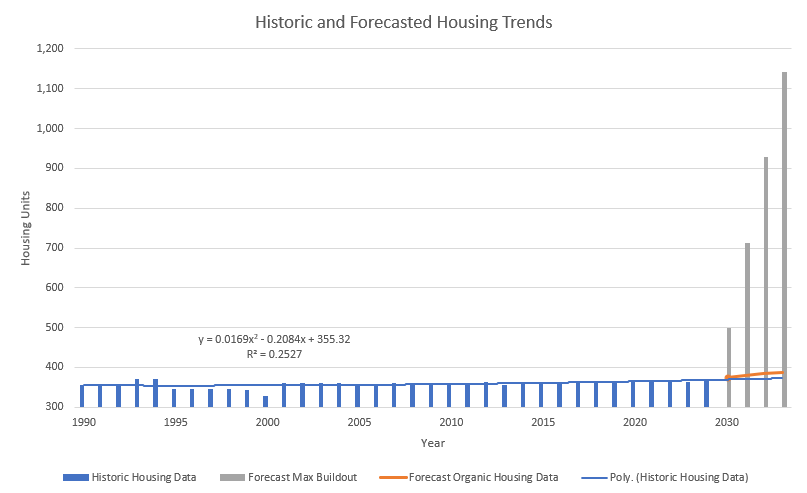 Historic and Forecasted Housing Trends
1,200
1,100
1,000
900
800
700
600
500
400
300
Housing Units
y = 0.0169x² - 0.2084x + 355.32
R² = 0.2527
1990 1995 2000 2005 2010 2015 2020 2030
Year
Historic Housing Data Forecast Max Buildout Forecast Organic Housing Data Poly. (Historic Housing Data)